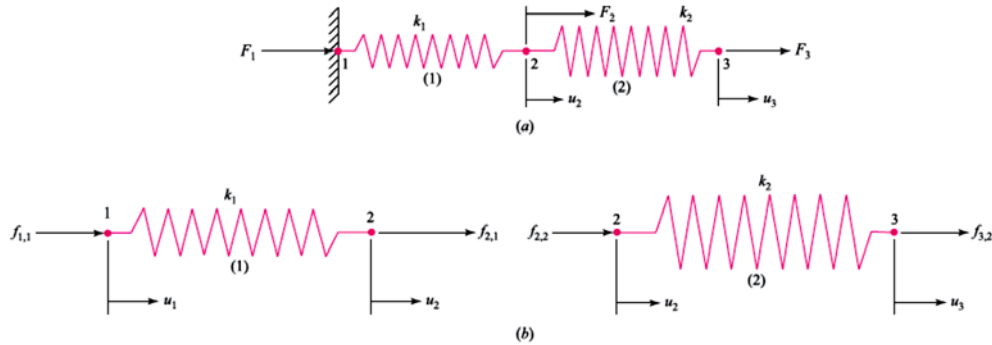 k1 F2 k2
F1 1 2 3 F3
(1) (2)
u2 u3
(a)
k1 k2
1 2 2 3
f1,1 f2,1 f2,2 f3,2
(1) (2)
u1 u2 u2 u3
(b)